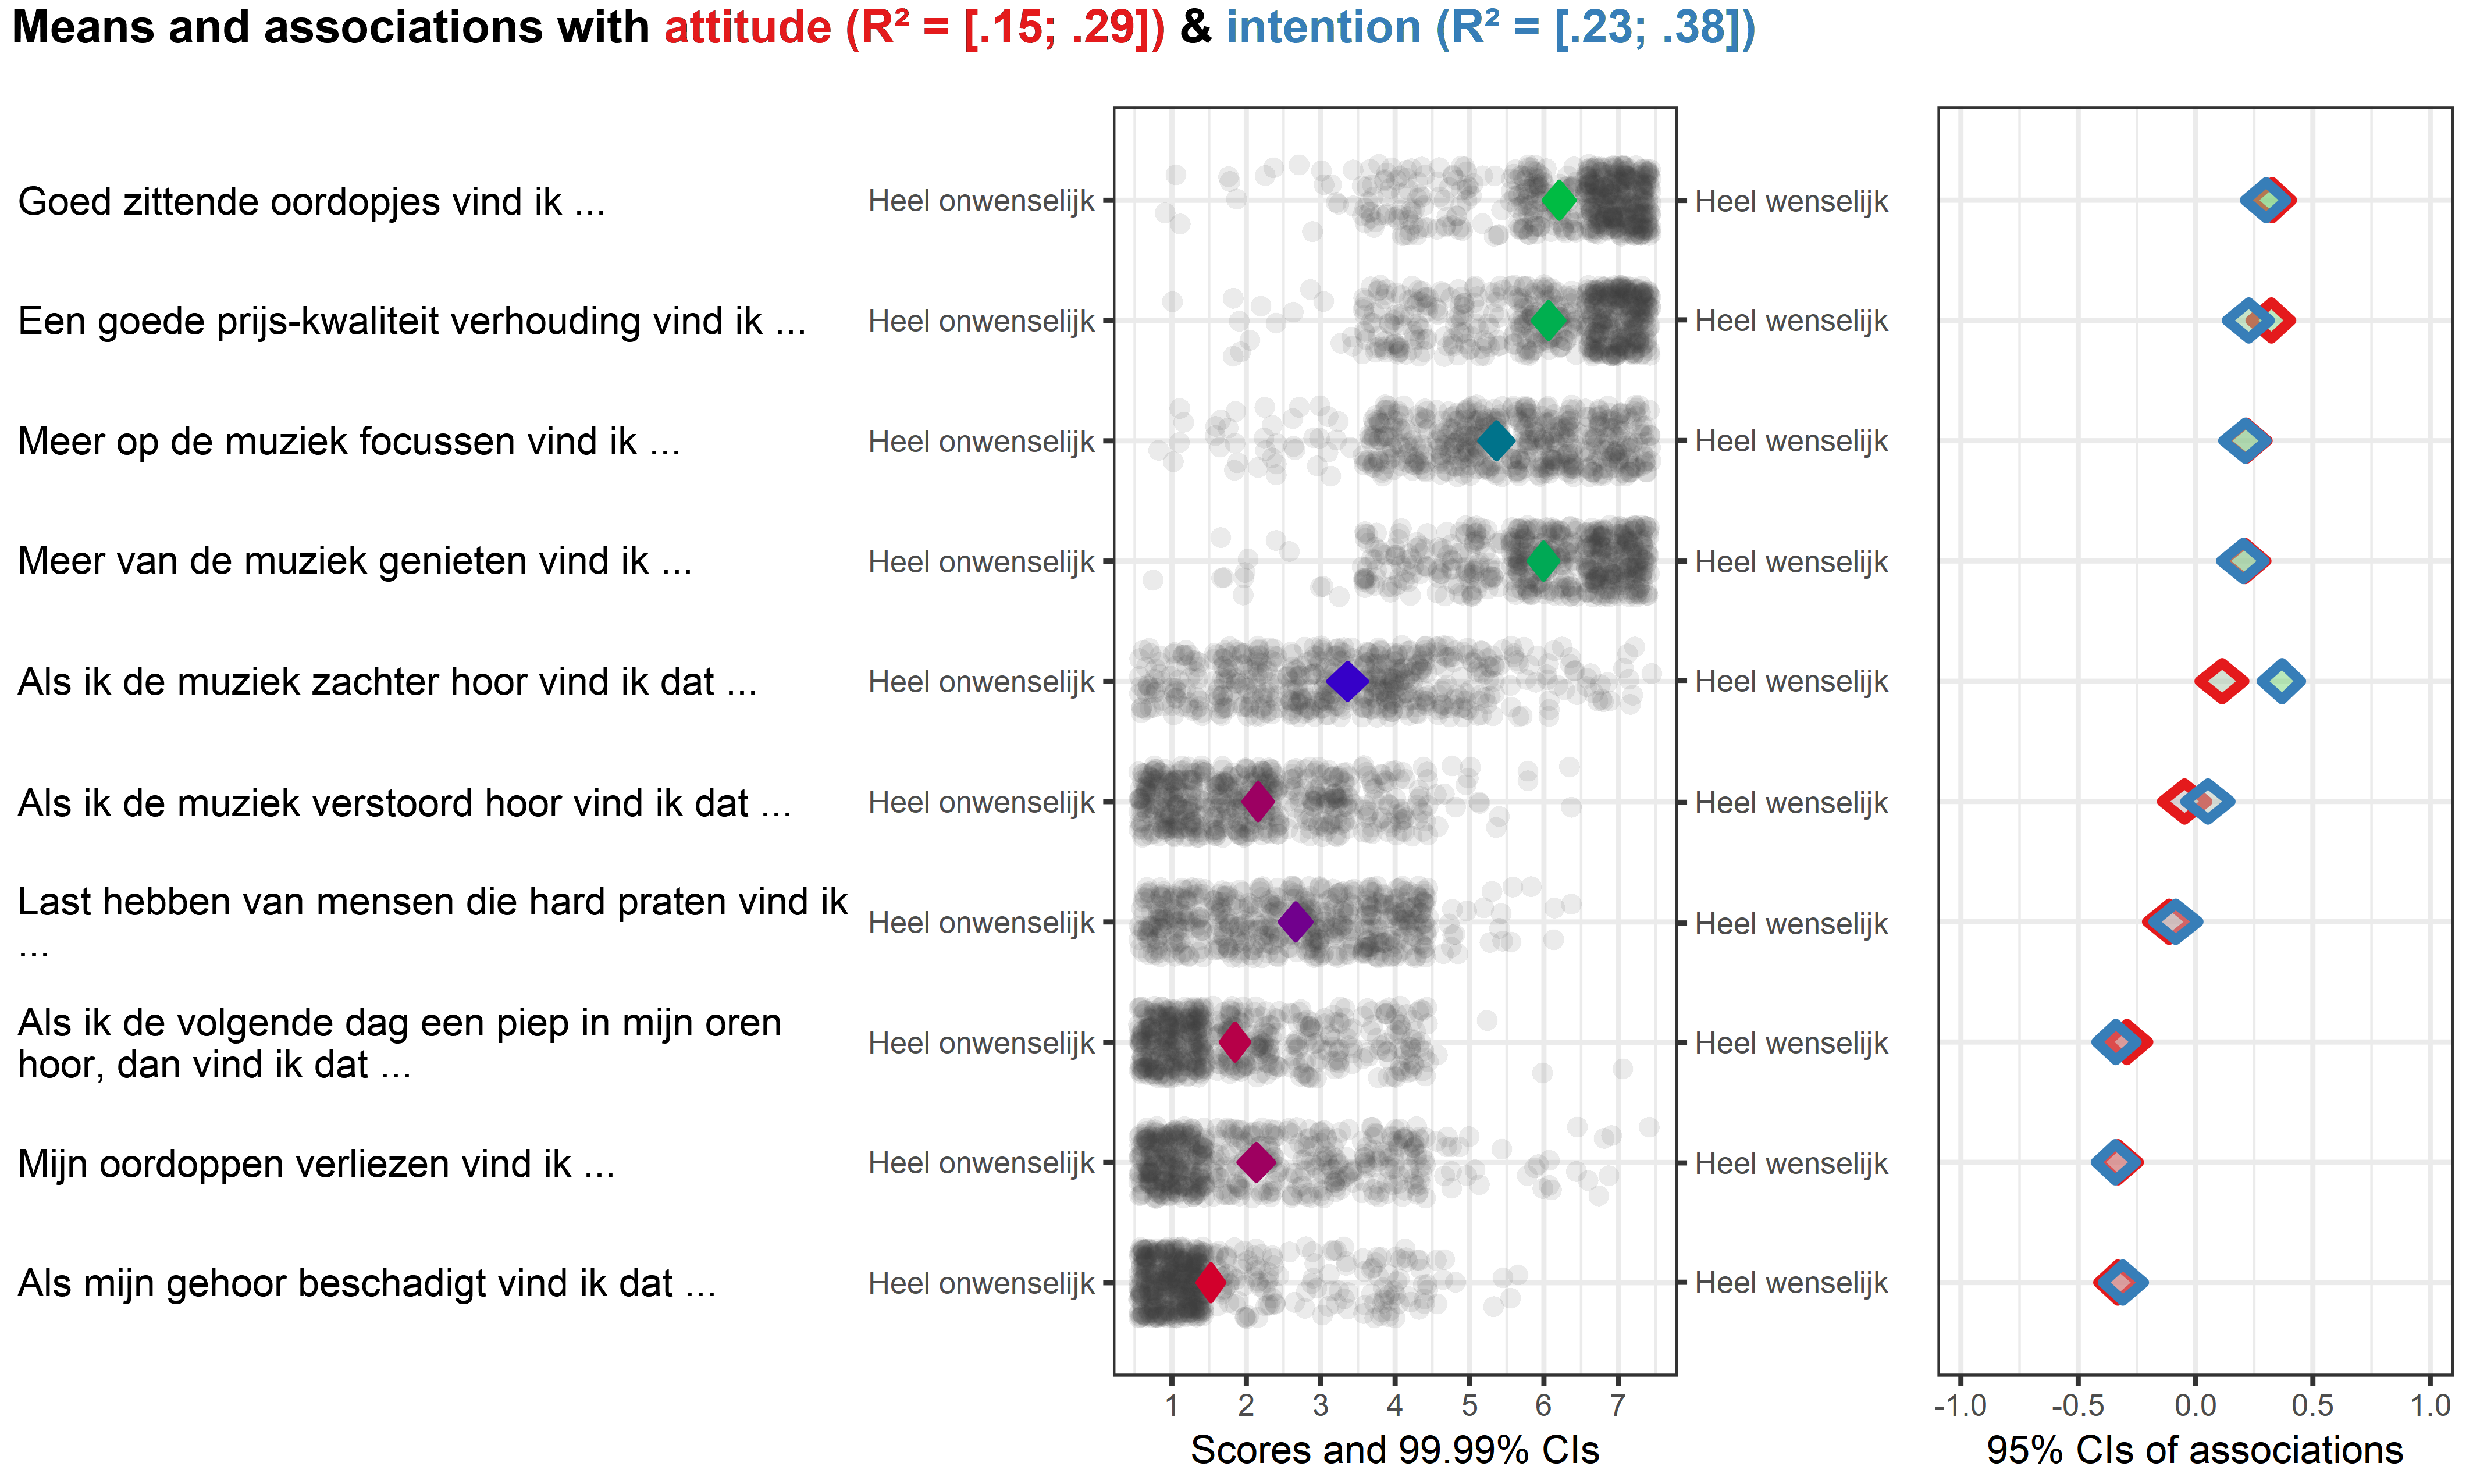 Means and associations with attitude (R² = [.15; .29]) & intention (R² = [.23; .38])
Goed zittende oordopjes vind ik ... Heel onwenselijk Heel wenselijk
Een goede prijs-kwaliteit verhouding vind ik ... Heel onwenselijk Heel wenselijk
Meer op de muziek focussen vind ik ... Heel onwenselijk Heel wenselijk
Meer van de muziek genieten vind ik ... Heel onwenselijk Heel wenselijk
Als ik de muziek zachter hoor vind ik dat ... Heel onwenselijk Heel wenselijk
Als ik de muziek verstoord hoor vind ik dat ... Heel onwenselijk Heel wenselijk
Last hebben van mensen die hard praten vind ik
... Heel onwenselijk Heel wenselijk
Als ik de volgende dag een piep in mijn oren
hoor, dan vind ik dat ... Heel onwenselijk Heel wenselijk
Mijn oordoppen verliezen vind ik ... Heel onwenselijk Heel wenselijk
Als mijn gehoor beschadigt vind ik dat ... Heel onwenselijk Heel wenselijk
1 2 3 4 5 6 7 -1.0 -0.5 0.0 0.5 1.0
Scores and 99.99% CIs 95% CIs of associations